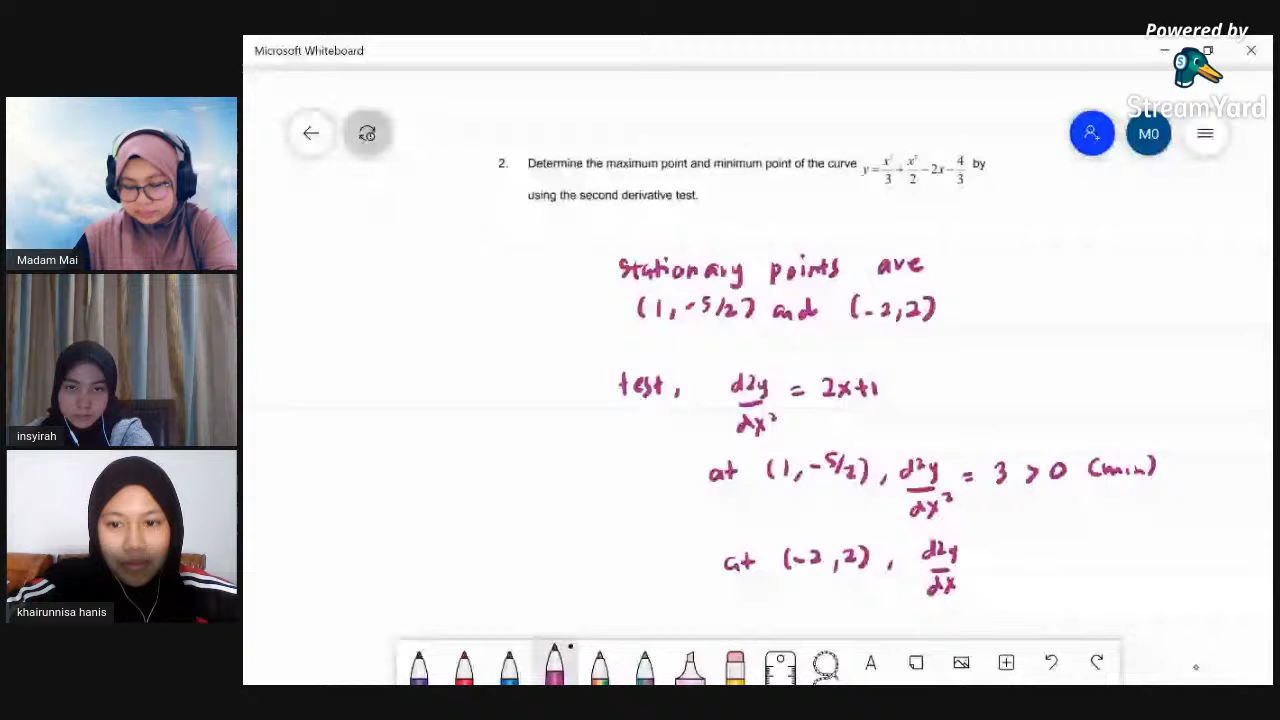 Powered by
Microsoft Whiteboard
StreamYard
M0
2. Determine the maximum point and minimum point of the curve y = x³/3 + x²/2 − 2x − 4/3 by
using the second derivative test.
Stationary points are
(1, -5/2) and (-2, 2)
test, d2y/dx² = 2x+1
at (1, -5/2), d2y/dx² = 3 > 0 (min)
at (-2, 2), d2y/dx
Madam Mai
insyirah
khairunnisa hanis
A